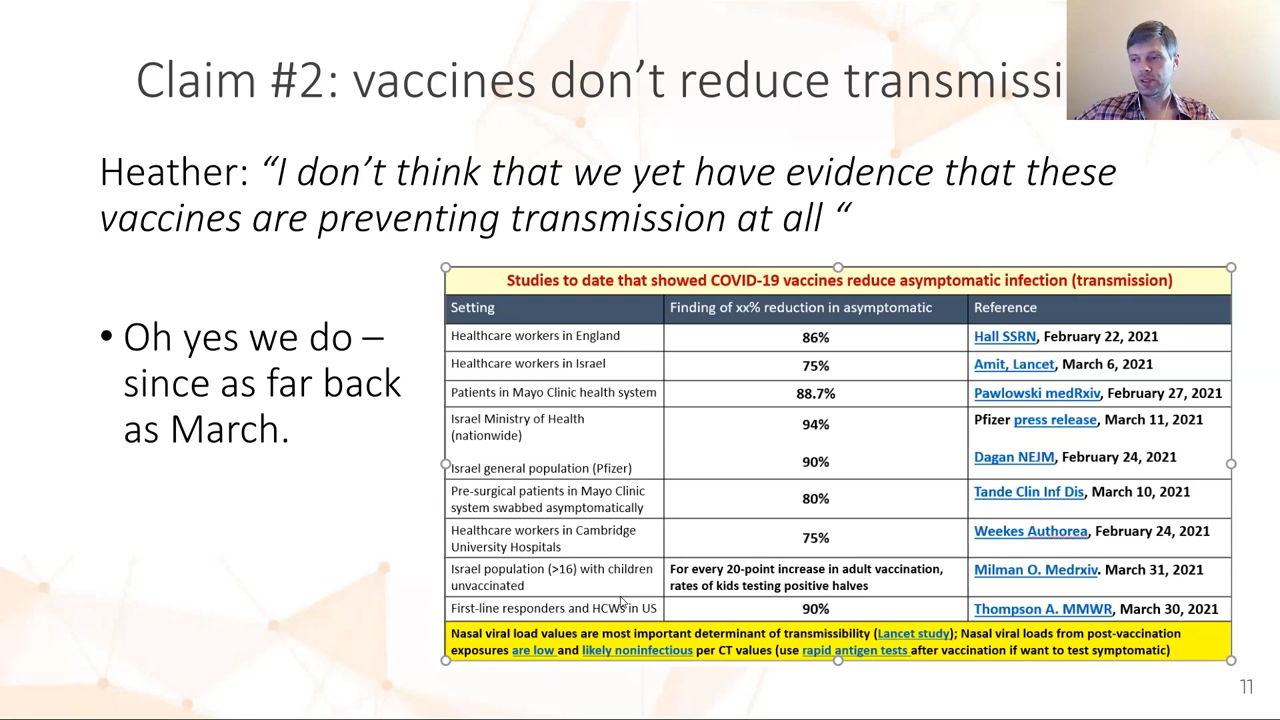 Claim #2: vaccines don’t reduce transmissi
Heather: “I don’t think that we yet have evidence that these
vaccines are preventing transmission at all “
• Oh yes we do –
since as far back
as March.
Studies to date that showed COVID-19 vaccines reduce asymptomatic infection (transmission)
Setting Finding of xx% reduction in asymptomatic Reference
Healthcare workers in England 86% Hall SSRN, February 22, 2021
Healthcare workers in Israel 75% Amit, Lancet, March 6, 2021
Patients in Mayo Clinic health system 88.7% Pawlowski medRxiv, February 27, 2021
Israel Ministry of Health
(nationwide) 94% Pfizer press release, March 11, 2021
Israel general population (Pfizer) 90% Dagan NEJM, February 24, 2021
Pre-surgical patients in Mayo Clinic
system swabbed asymptomatically 80% Tande Clin Inf Dis, March 10, 2021
Healthcare workers in Cambridge
University Hospitals 75% Weekes Authorea, February 24, 2021
Israel population (>16) with children
unvaccinated
For every 20-point increase in adult vaccination,
rates of kids testing positive halves
Milman O. Medrxiv. March 31, 2021
First-line responders and HCWs in US 90% Thompson A. MMWR, March 30, 2021
Nasal viral load values are most important determinant of transmissibility (Lancet study); Nasal viral loads from post-vaccination
exposures are low and likely noninfectious per CT values (use rapid antigen tests after vaccination if want to test symptomatic)
11